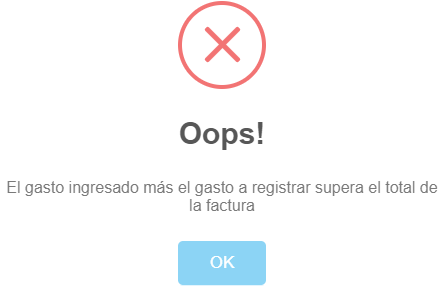 Oops!
El gasto ingresado más el gasto a registrar supera el total de
la factura
OK